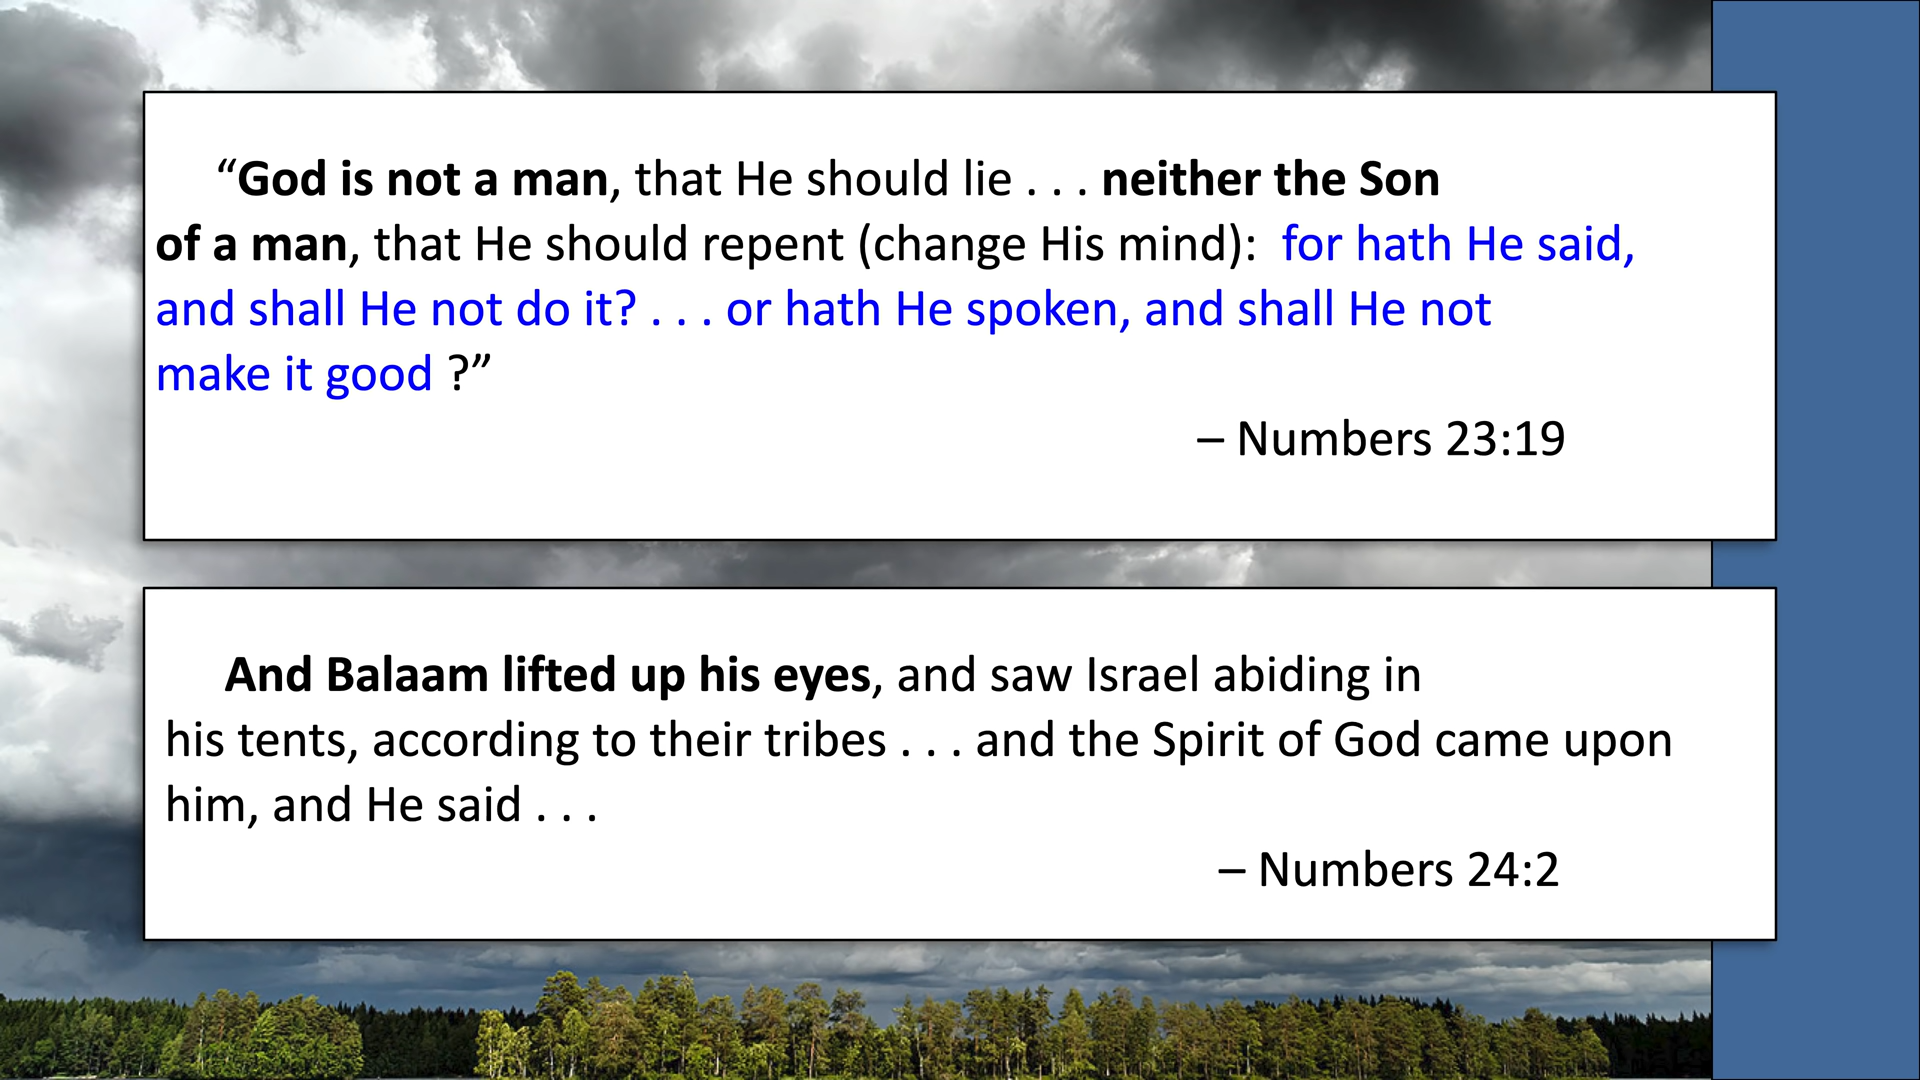 “God is not a man, that He should lie . . . neither the Son
of a man, that He should repent (change His mind):  for hath He said,
and shall He not do it? . . . or hath He spoken, and shall He not
make it good ?”
– Numbers 23:19
And Balaam lifted up his eyes, and saw Israel abiding in
his tents, according to their tribes . . . and the Spirit of God came upon
him, and He said . . .
– Numbers 24:2